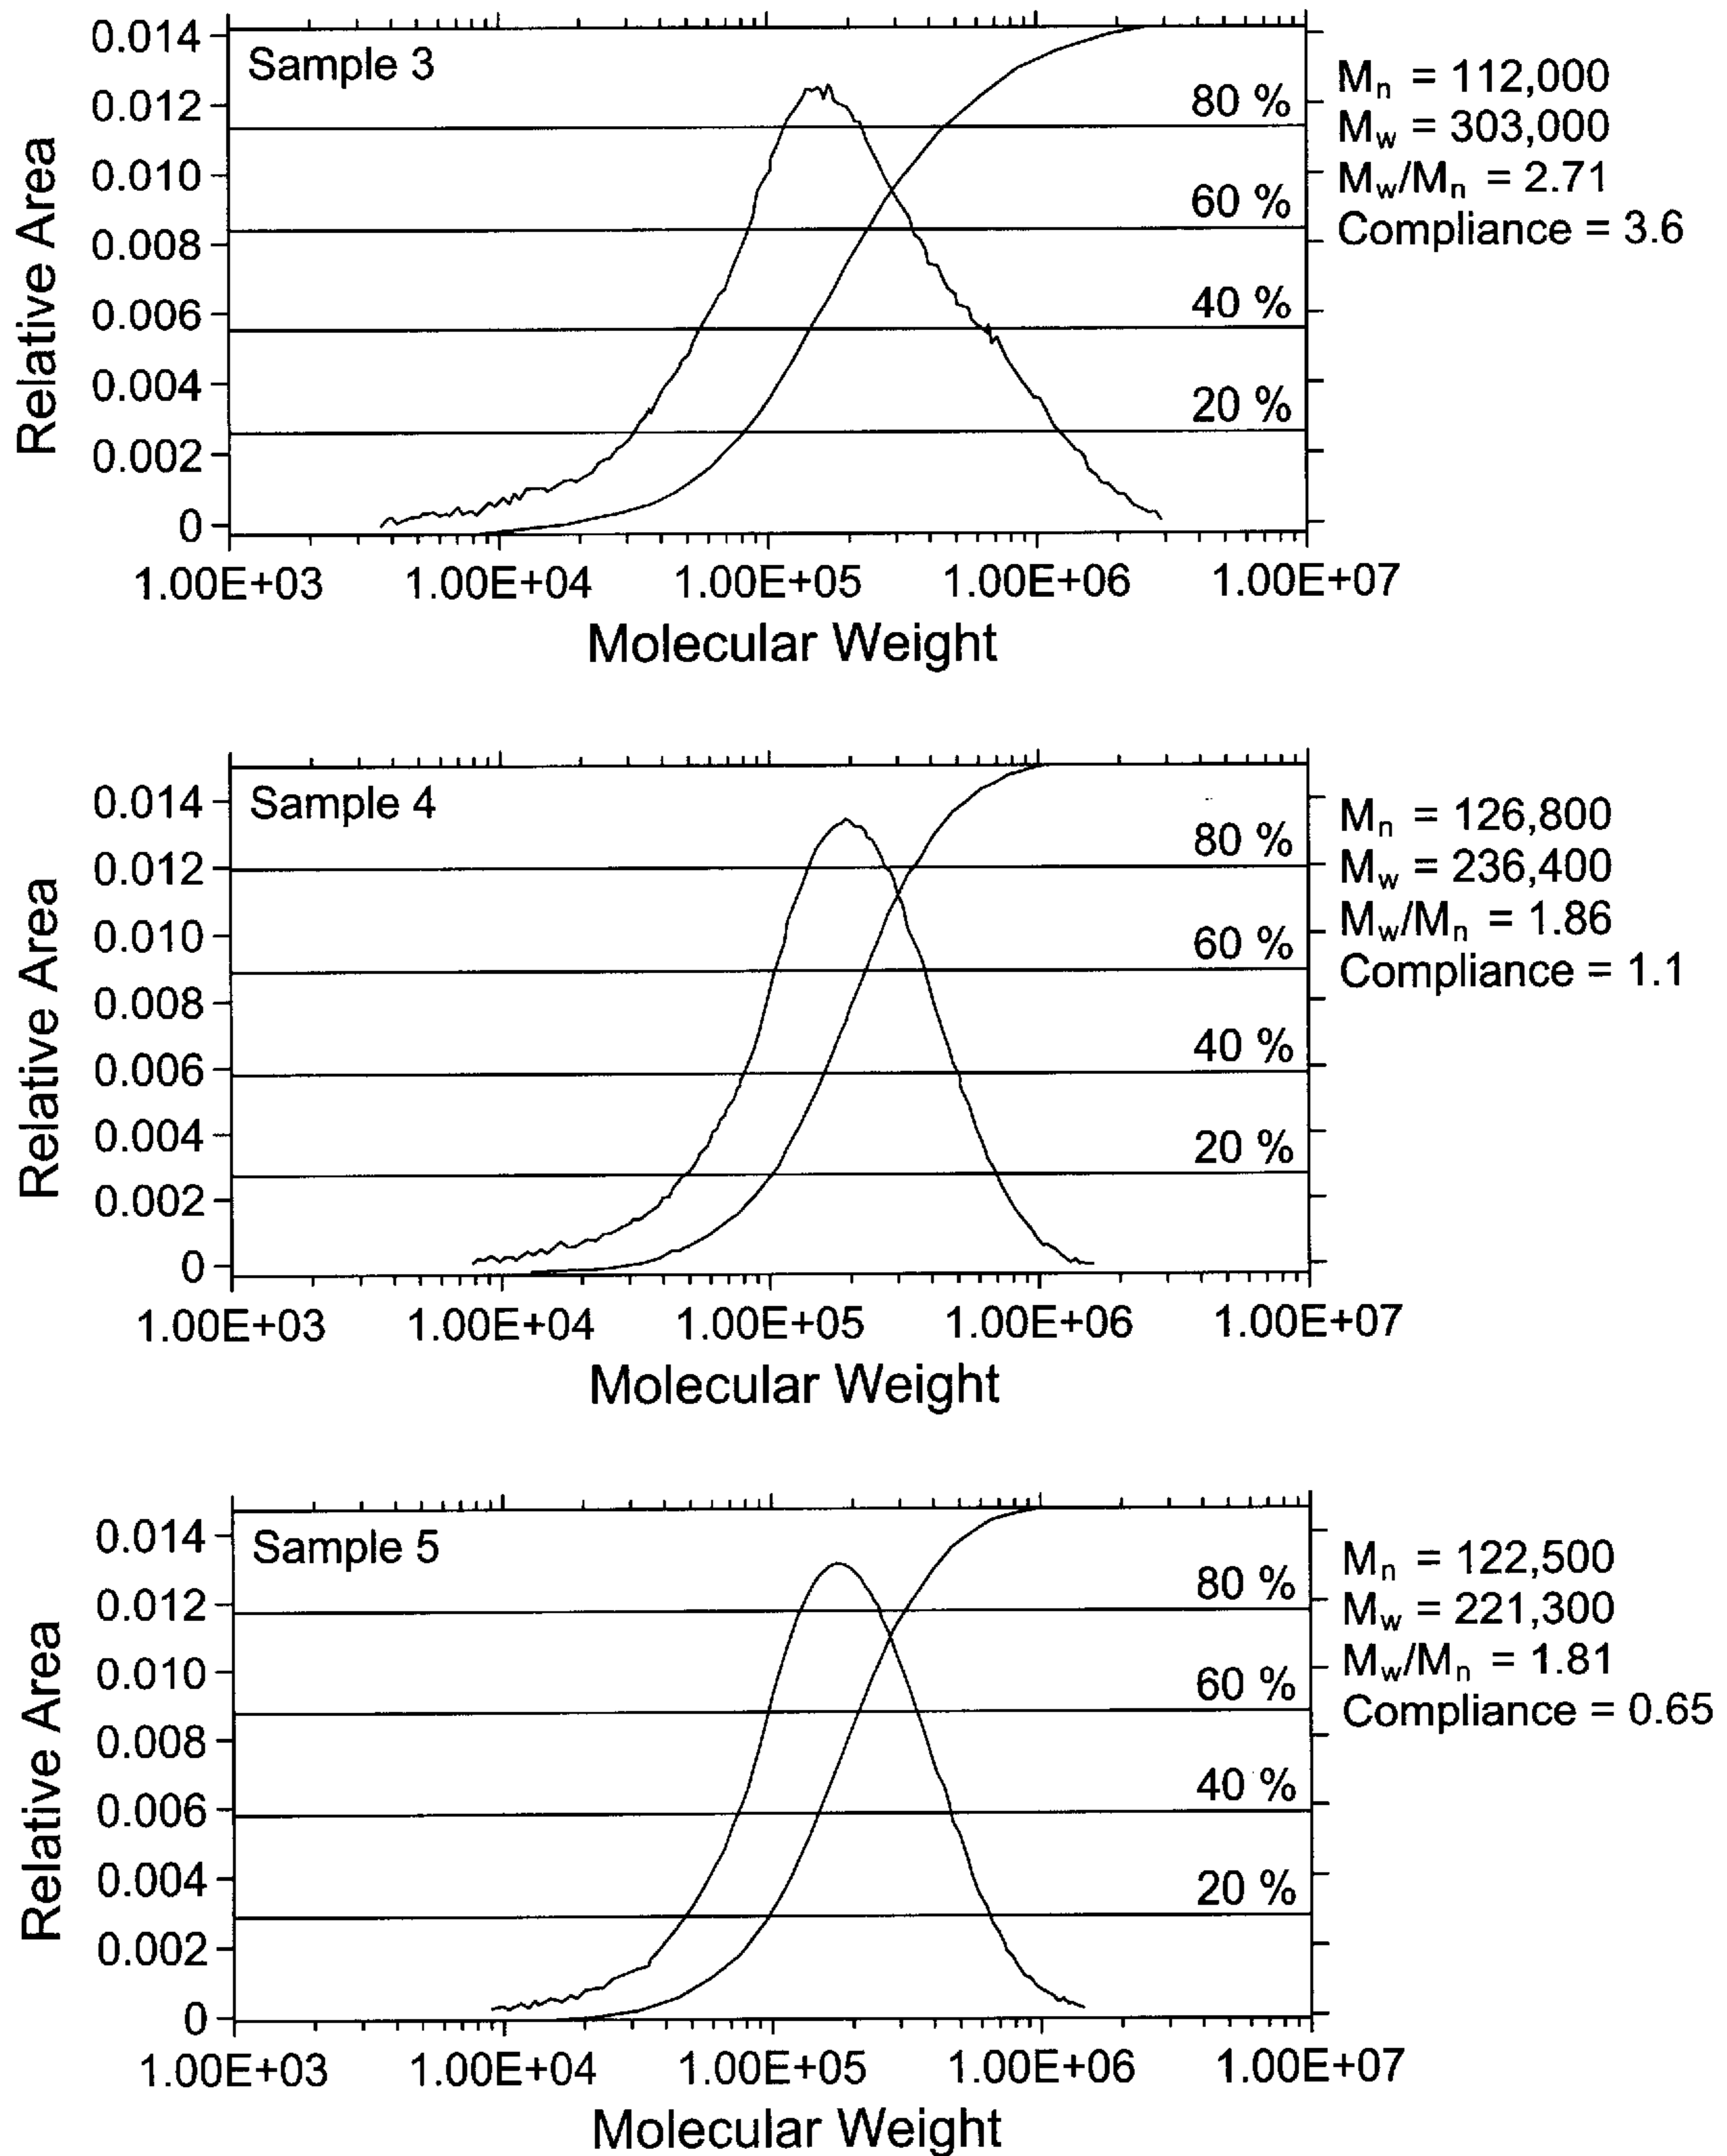 Sample 3
0.014
0.012
0.010
0.008
0.006
0.004
0.002
0
Relative Area
80 %
60 %
40 %
20 %
1.00E+03 1.00E+04 1.00E+05 1.00E+06 1.00E+07
Molecular Weight
Mn = 112,000
Mw = 303,000
Mw/Mn = 2.71
Compliance = 3.6
Sample 4
0.014
0.012
0.010
0.008
0.006
0.004
0.002
0
Relative Area
80 %
60 %
40 %
20 %
1.00E+03 1.00E+04 1.00E+05 1.00E+06 1.00E+07
Molecular Weight
Mn = 126,800
Mw = 236,400
Mw/Mn = 1.86
Compliance = 1.1
Sample 5
0.014
0.012
0.010
0.008
0.006
0.004
0.002
0
Relative Area
80 %
60 %
40 %
20 %
1.00E+03 1.00E+04 1.00E+05 1.00E+06 1.00E+07
Molecular Weight
Mn = 122,500
Mw = 221,300
Mw/Mn = 1.81
Compliance = 0.65